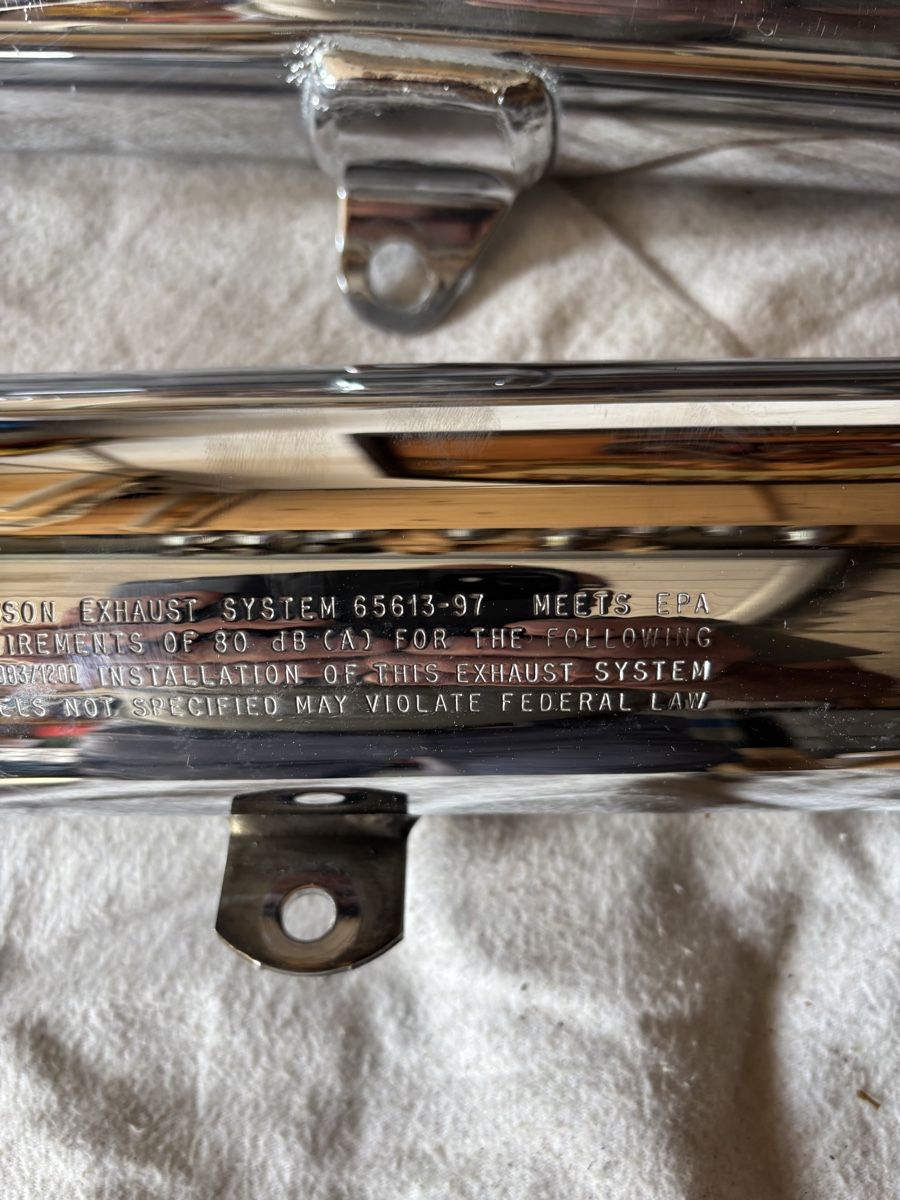 SON EXHAUST SYSTEM 65613-97 MEETS EPA
IREMENTS OF 80 dB(A) FOR THE FOLLOWING
883/1200 INSTALLATION OF THIS EXHAUST SYSTEM
CLS NOT SPECIFIED MAY VIOLATE FEDERAL LAW